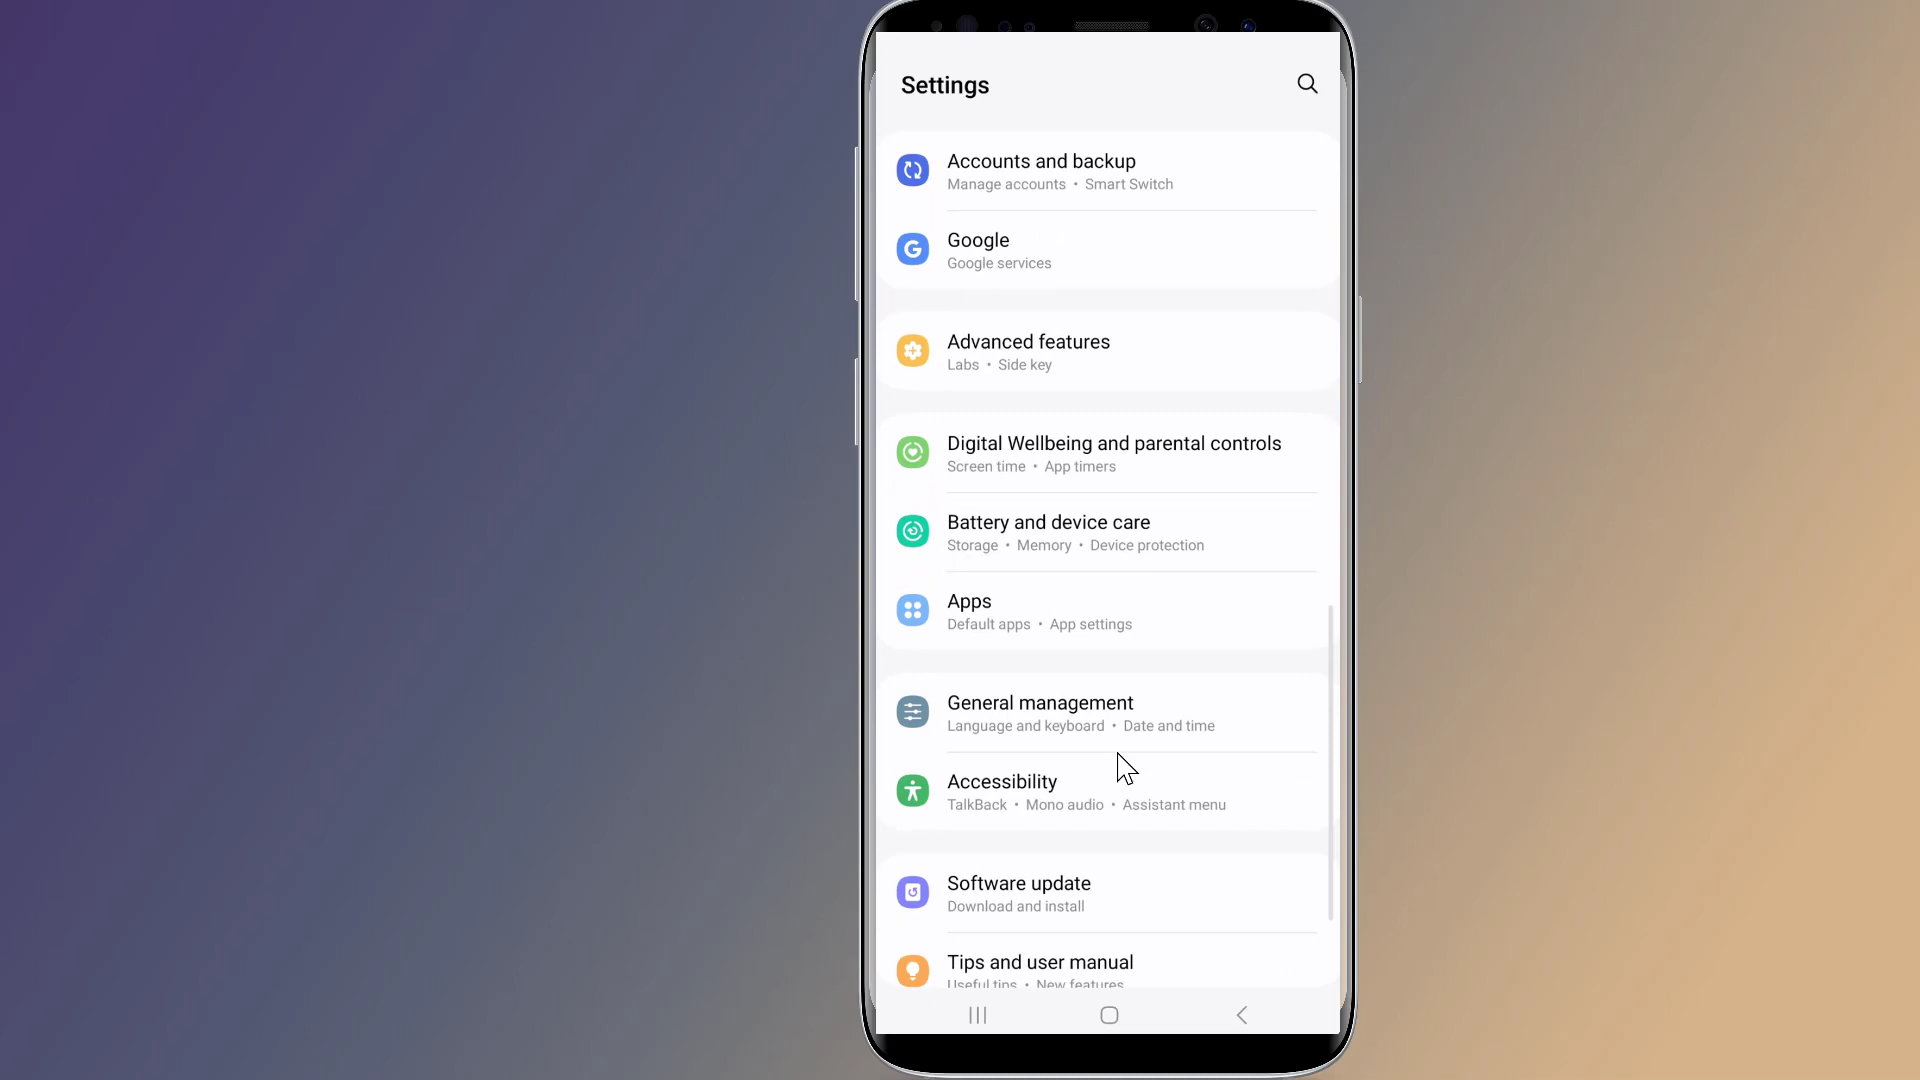 Settings
Accounts and backup
Manage accounts • Smart Switch
Google
Google services
Advanced features
Labs • Side key
Digital Wellbeing and parental controls
Screen time • App timers
Battery and device care
Storage • Memory • Device protection
Apps
Default apps • App settings
General management
Language and keyboard • Date and time
Accessibility
TalkBack • Mono audio • Assistant menu
Software update
Download and install
Tips and user manual
Useful tips • New features